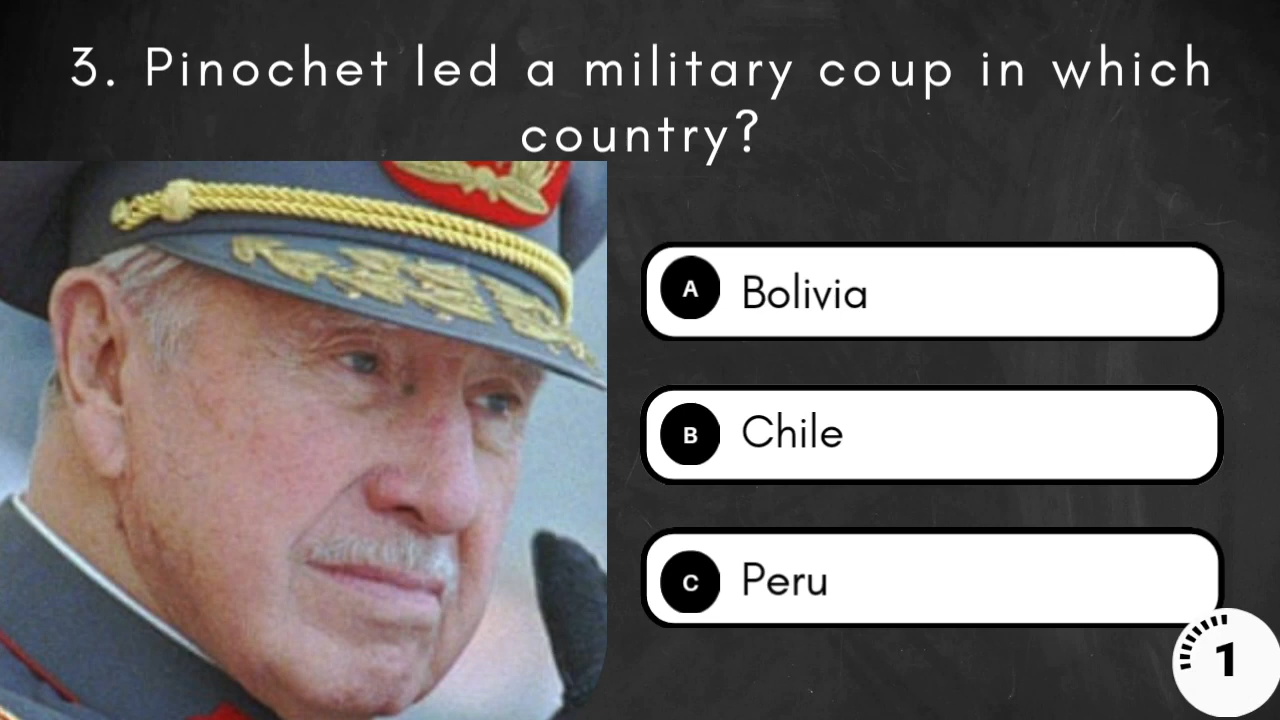 3. Pinochet led a military coup in which
country?
A Bolivia
B Chile
C Peru
1